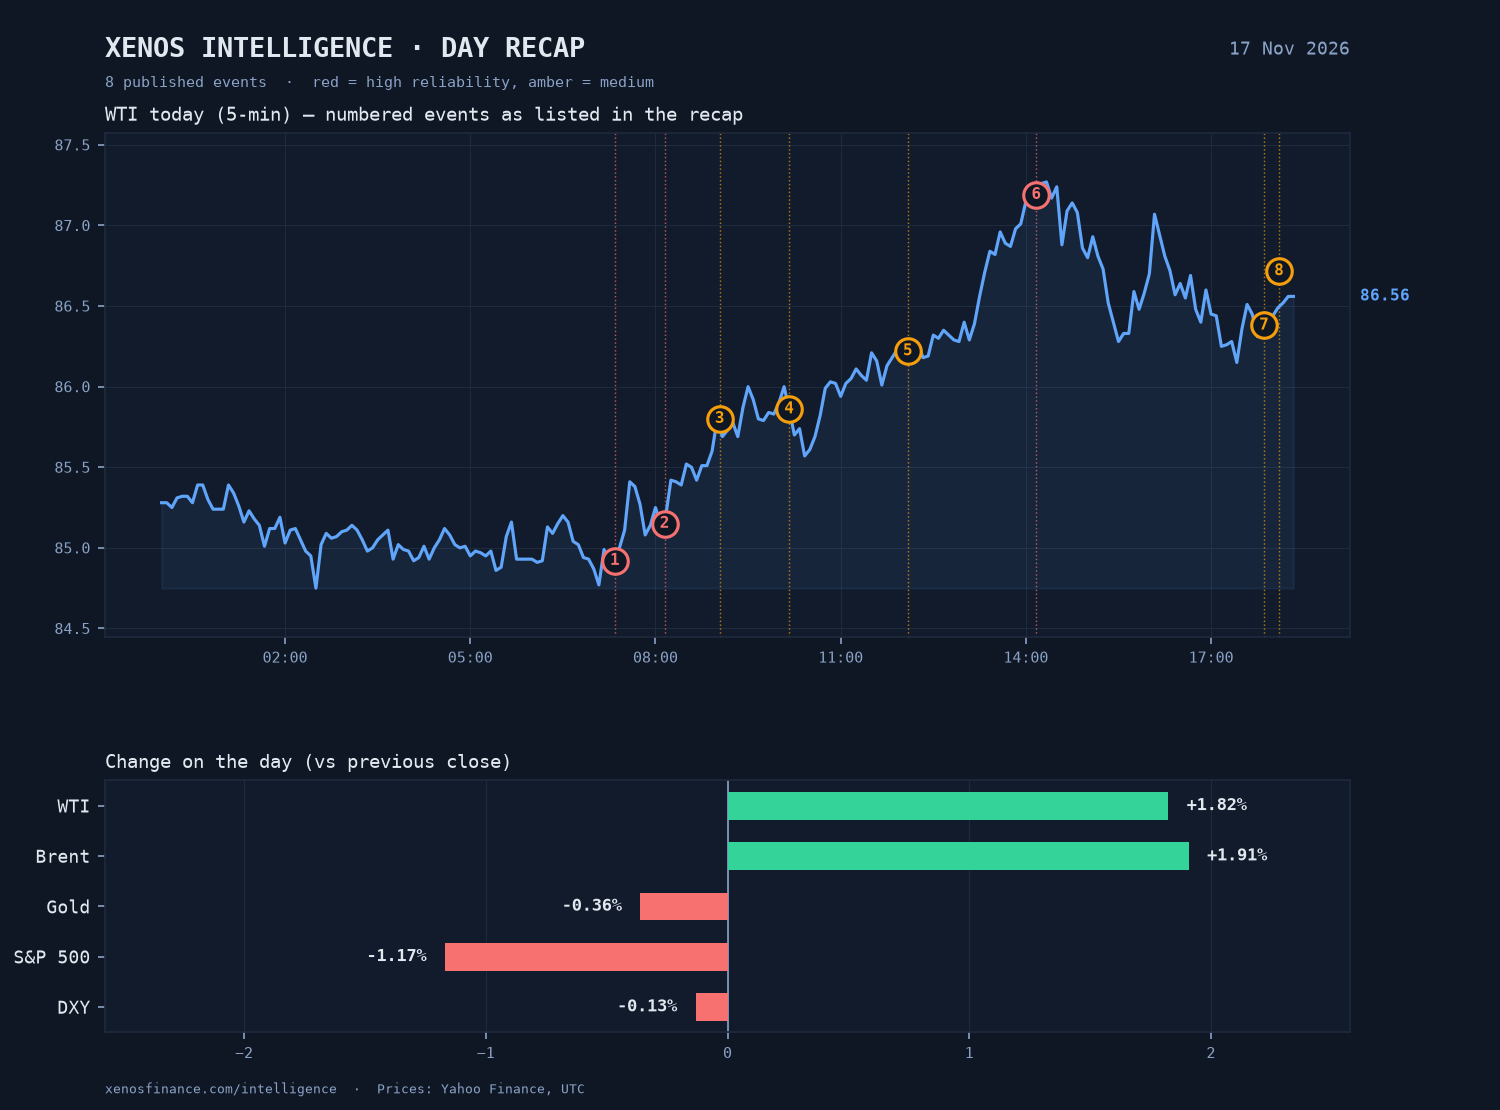 XENOS INTELLIGENCE · DAY RECAP
17 Nov 2026
8 published events · red = high reliability, amber = medium
WTI today (5-min) — numbered events as listed in the recap
87.5
87.0
86.5
86.0
85.5
85.0
84.5
1
2
3
4
5
6
7
8
86.56
02:00 05:00 08:00 11:00 14:00 17:00
Change on the day (vs previous close)
WTI +1.82%
Brent +1.91%
Gold -0.36%
S&P 500 -1.17%
DXY -0.13%
−2 −1 0 1 2
xenosfinance.com/intelligence · Prices: Yahoo Finance, UTC